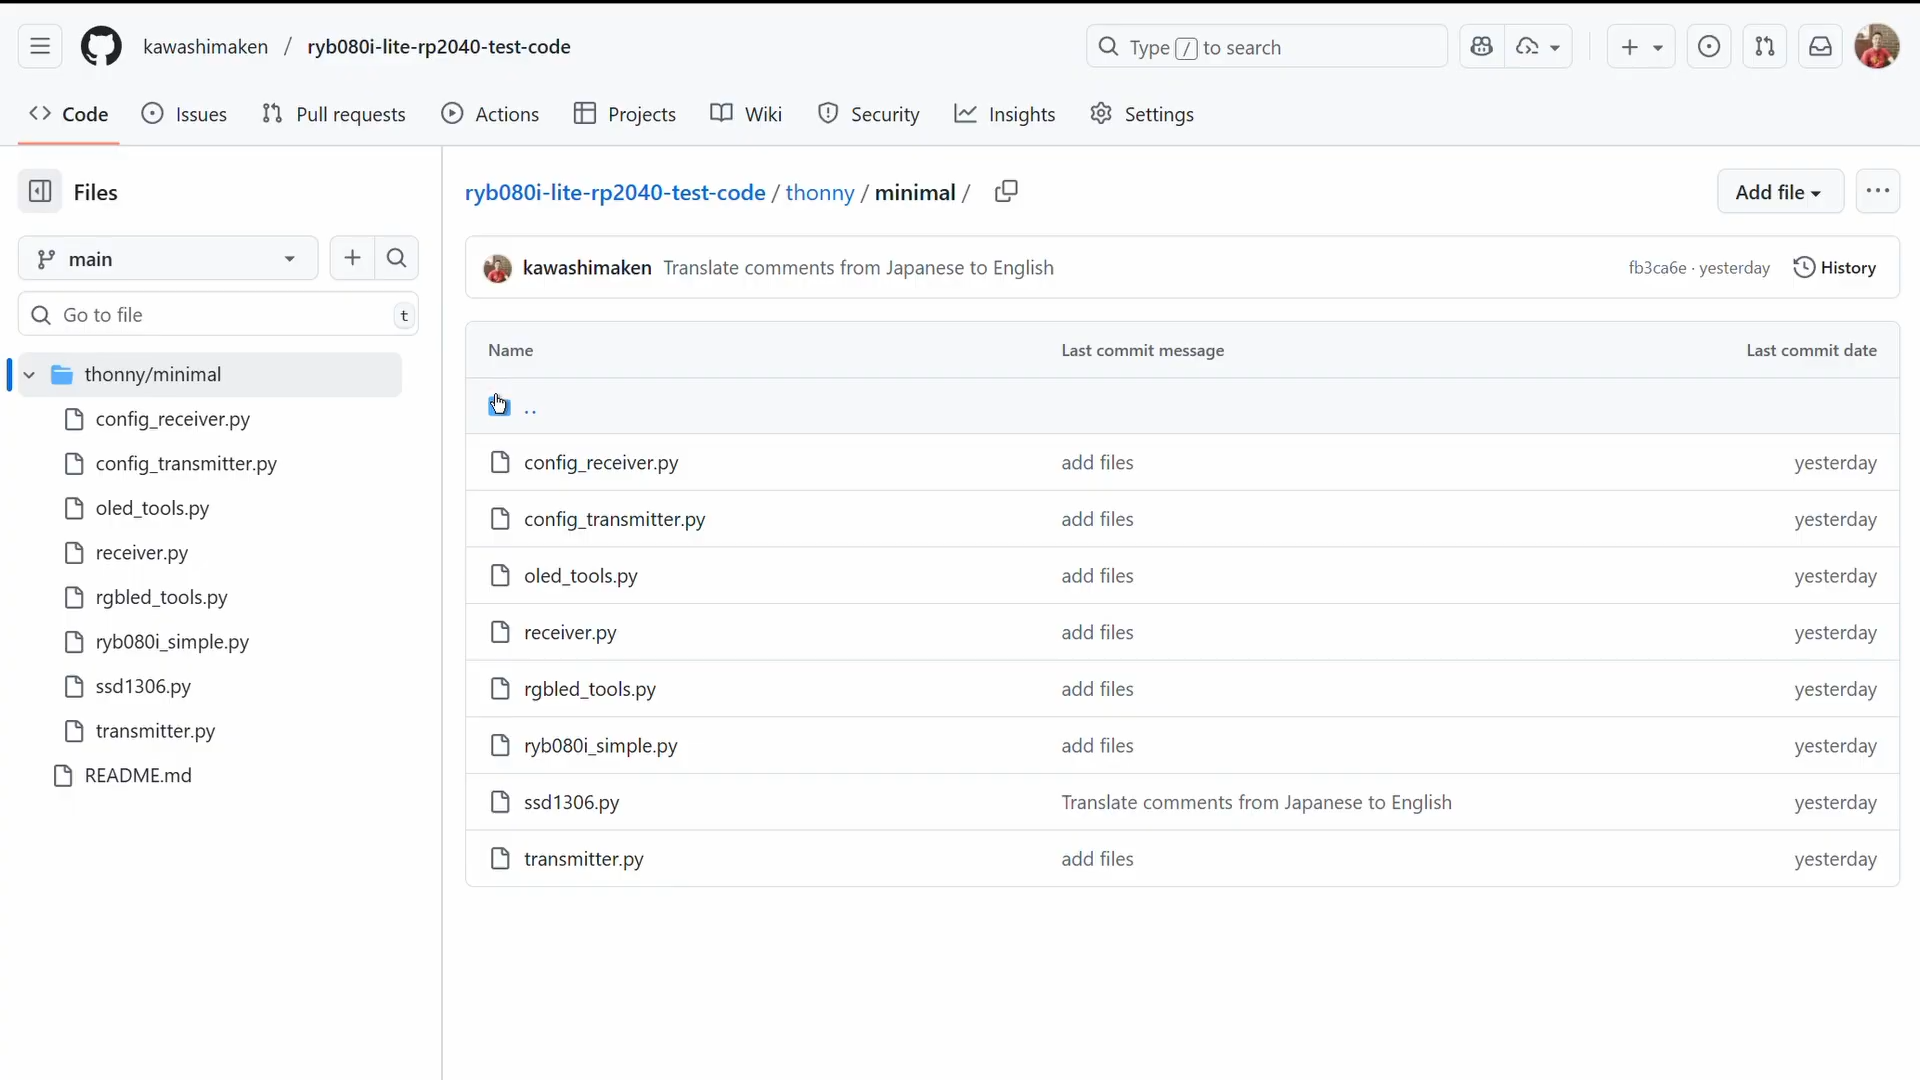 kawashimaken / ryb080i-lite-rp2040-test-code
Type / to search
Code Issues Pull requests Actions Projects Wiki Security Insights Settings
Files
main
Go to file t
thonny/minimal
config_receiver.py
config_transmitter.py
oled_tools.py
receiver.py
rgbled_tools.py
ryb080i_simple.py
ssd1306.py
transmitter.py
README.md
ryb080i-lite-rp2040-test-code / thonny / minimal /
Add file
kawashimaken Translate comments from Japanese to English fb3ca6e · yesterday History
Name Last commit message Last commit date
..
config_receiver.py add files yesterday
config_transmitter.py add files yesterday
oled_tools.py add files yesterday
receiver.py add files yesterday
rgbled_tools.py add files yesterday
ryb080i_simple.py add files yesterday
ssd1306.py Translate comments from Japanese to English yesterday
transmitter.py add files yesterday